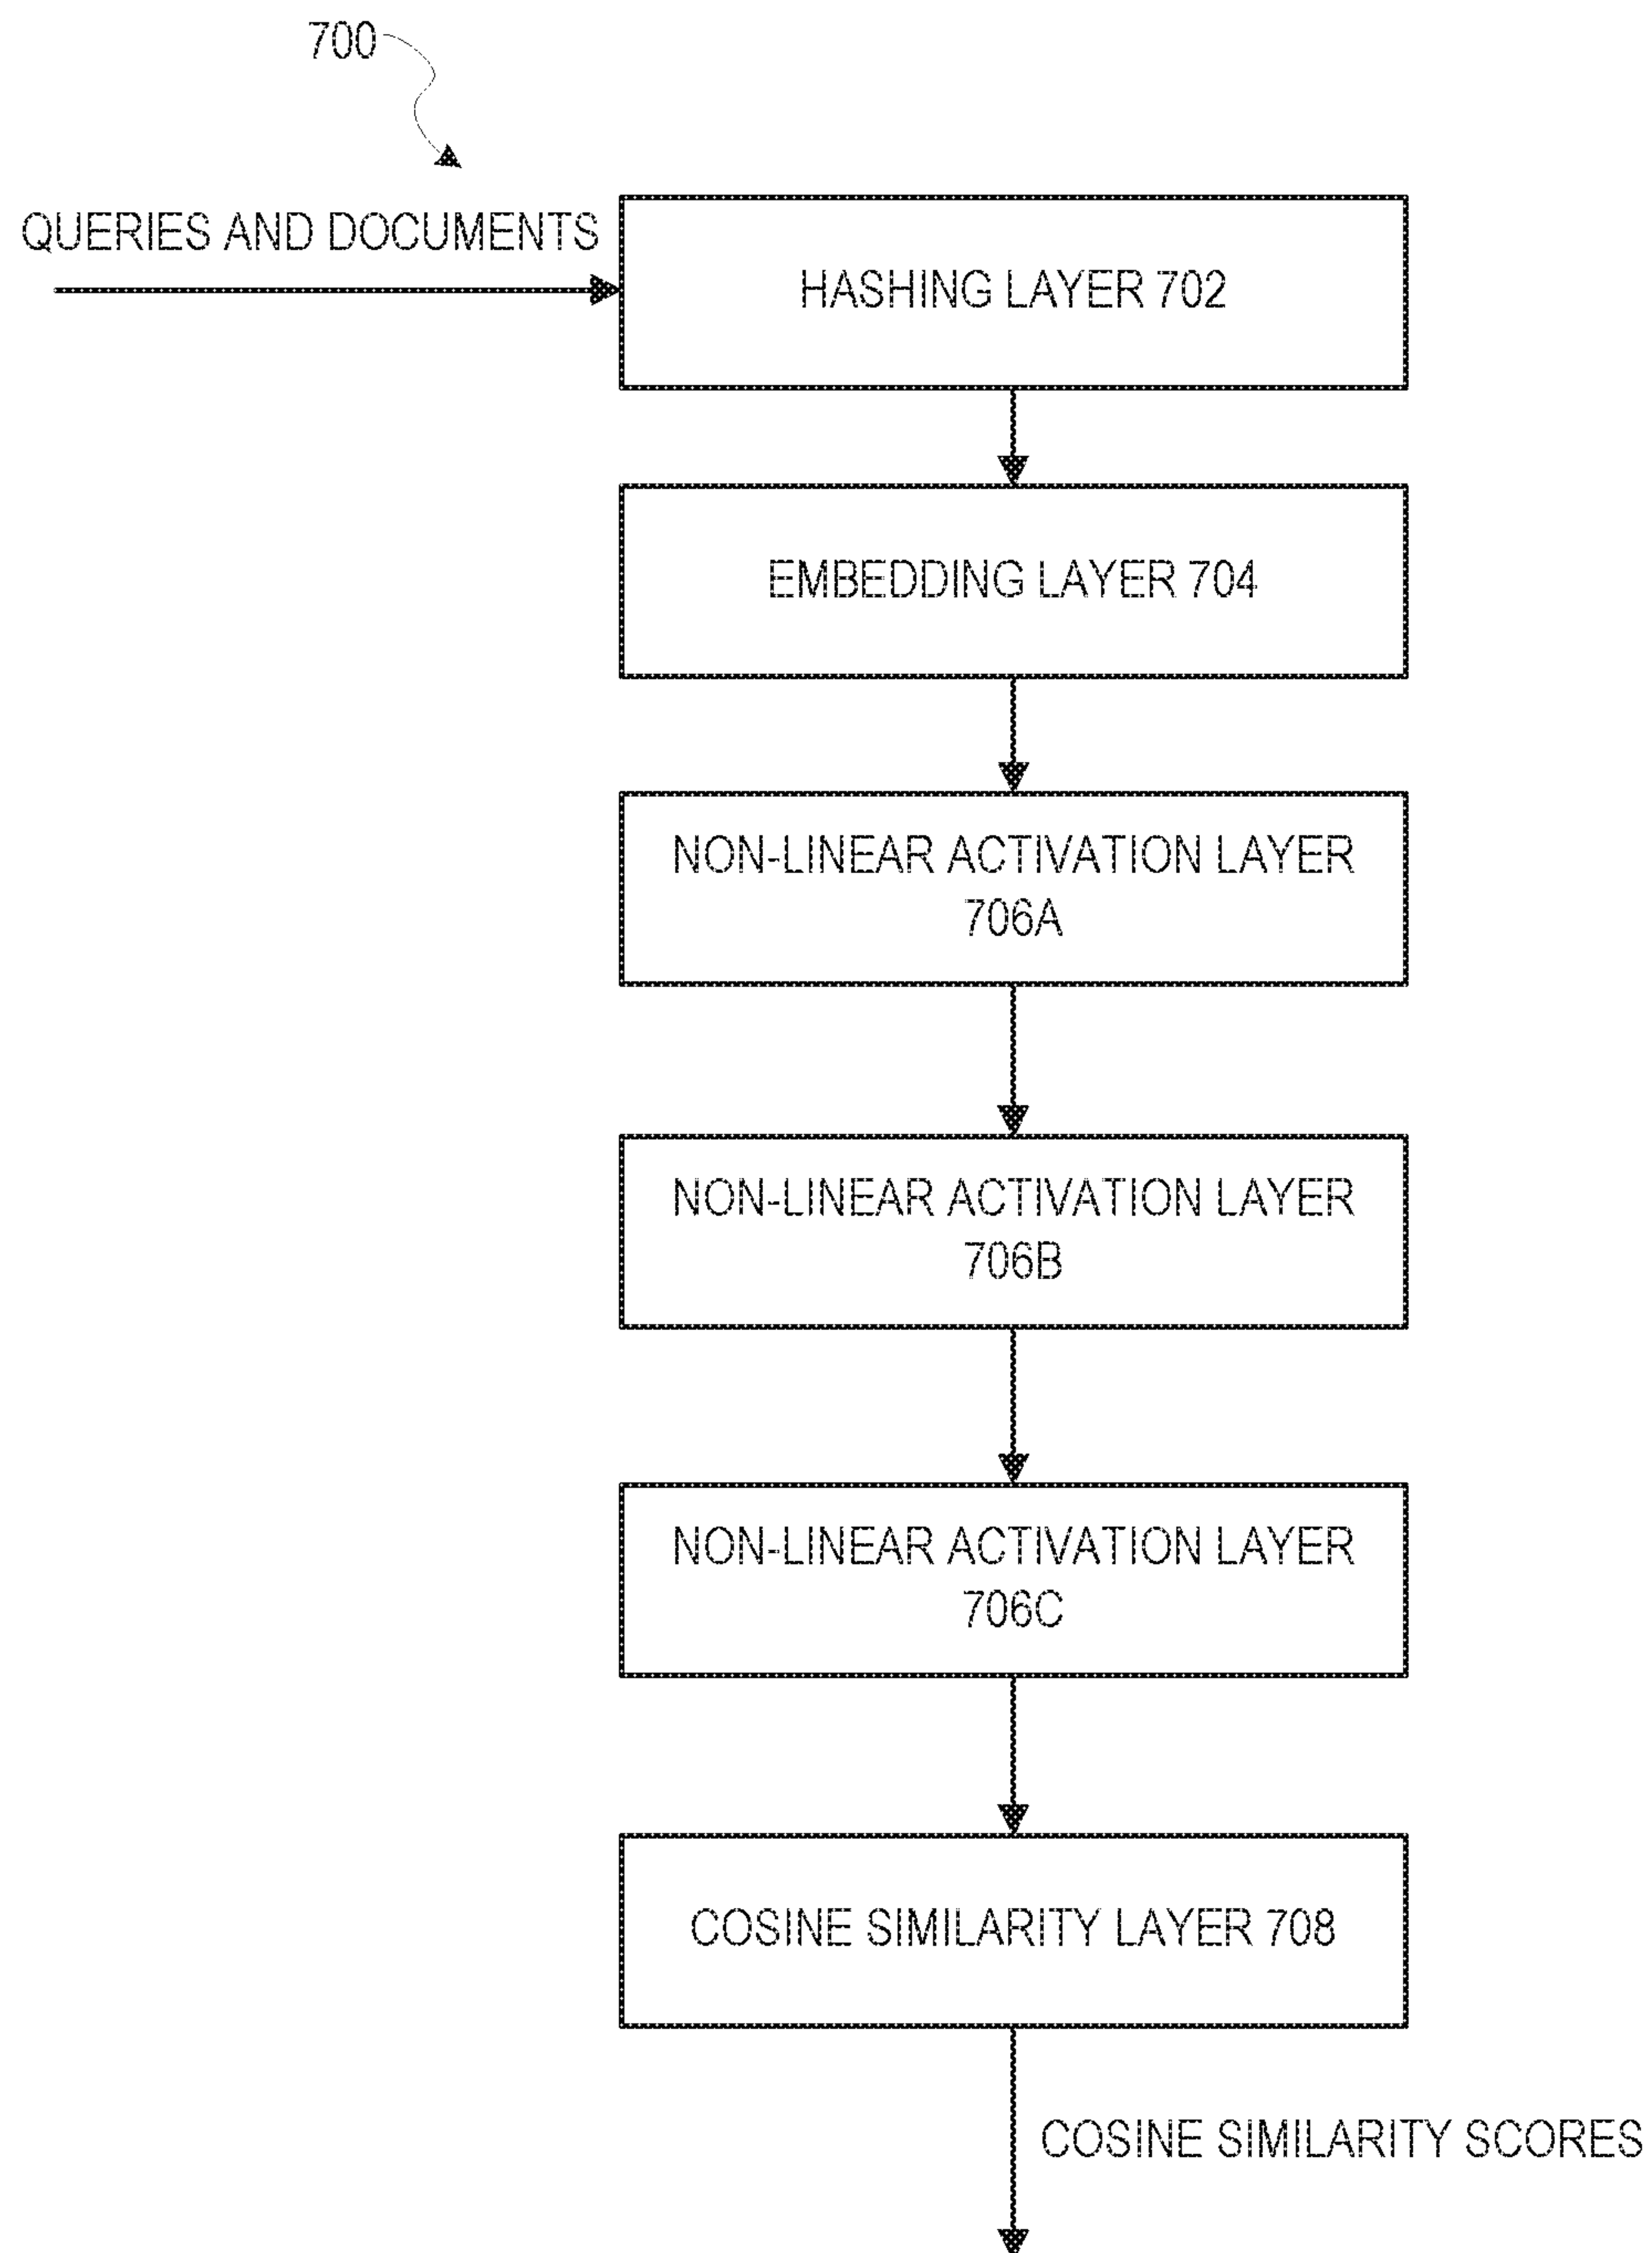 700
QUERIES AND DOCUMENTS
HASHING LAYER 702
EMBEDDING LAYER 704
NON-LINEAR ACTIVATION LAYER
706A
NON-LINEAR ACTIVATION LAYER
706B
NON-LINEAR ACTIVATION LAYER
706C
COSINE SIMILARITY LAYER 708
COSINE SIMILARITY SCORES